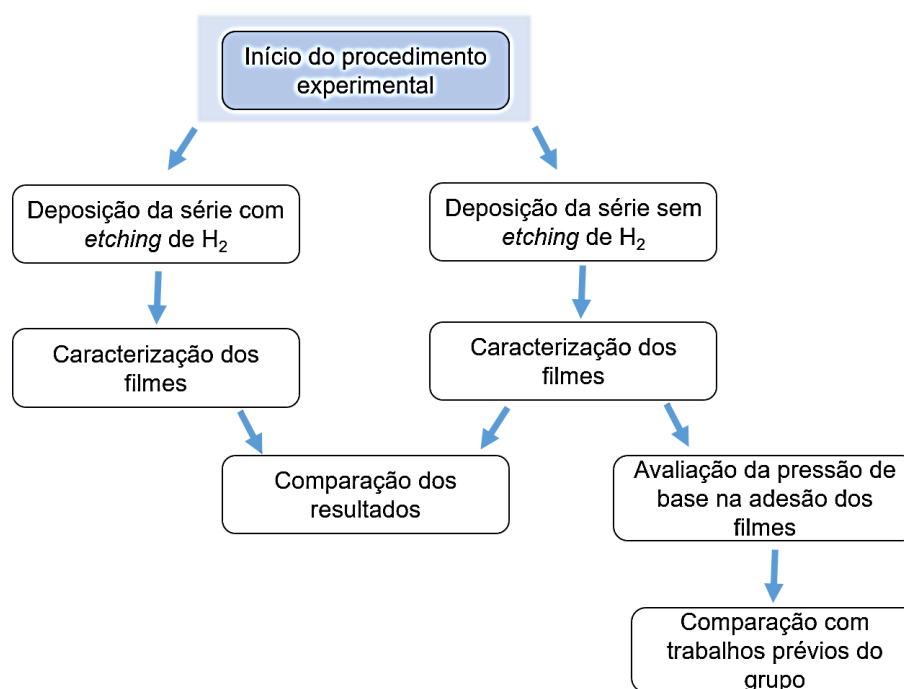 Início do procedimento
experimental
Deposição da série com
etching de H₂
Deposição da série sem
etching de H₂
Caracterização dos
filmes
Caracterização dos
filmes
Comparação dos
resultados
Avaliação da pressão de
base na adesão dos
filmes
Comparação com
trabalhos prévios do
grupo